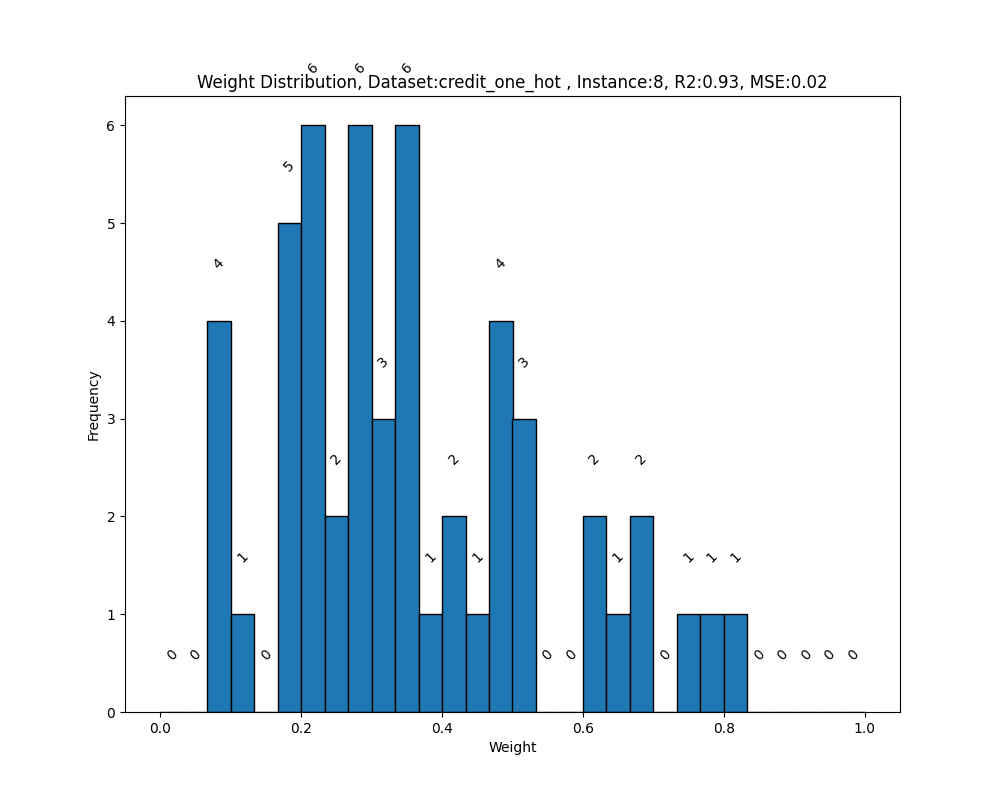 6 6 6
Weight Distribution, Dataset:credit_one_hot , Instance:8, R2:0.93, MSE:0.02
6
5
5
4 4
4
3 3
3
2 2 2 2
2
1 1 1 1 1 1 1
1
0 0 0 0 0 0 0 0 0 0 0
0
0.0 0.2 0.4 0.6 0.8 1.0
Weight
Frequency